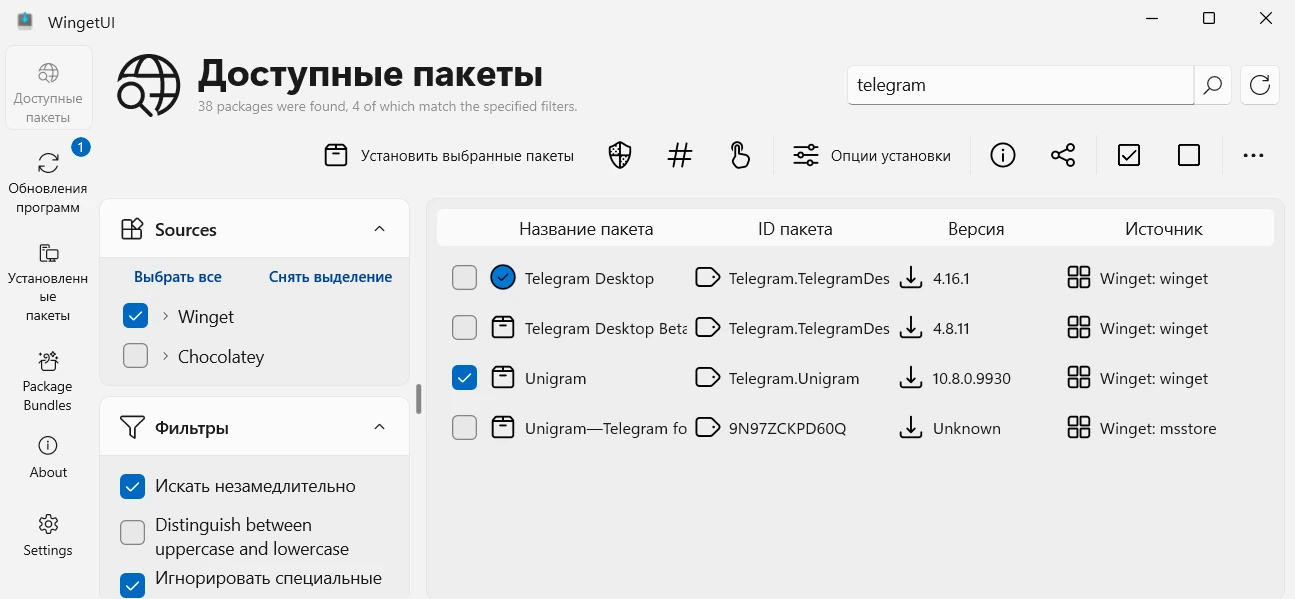 WingetUI
Доступные
пакеты
1
Обновления
программ
Установленн
ые
пакеты
Package
Bundles
About
Settings
Доступные пакеты
38 packages were found, 4 of which match the specified filters.
telegram
Установить выбранные пакеты
Опции установки
Sources
Выбрать все Снять выделение
Winget
Chocolatey
Фильтры
Искать незамедлительно
Distinguish between
uppercase and lowercase
Игнорировать специальные
Название пакета ID пакета Версия Источник
Telegram Desktop Telegram.TelegramDes 4.16.1 Winget: winget
Telegram Desktop Beta Telegram.TelegramDes 4.8.11 Winget: winget
Unigram Telegram.Unigram 10.8.0.9930 Winget: winget
Unigram—Telegram fo 9N97ZCKPD60Q Unknown Winget: msstore